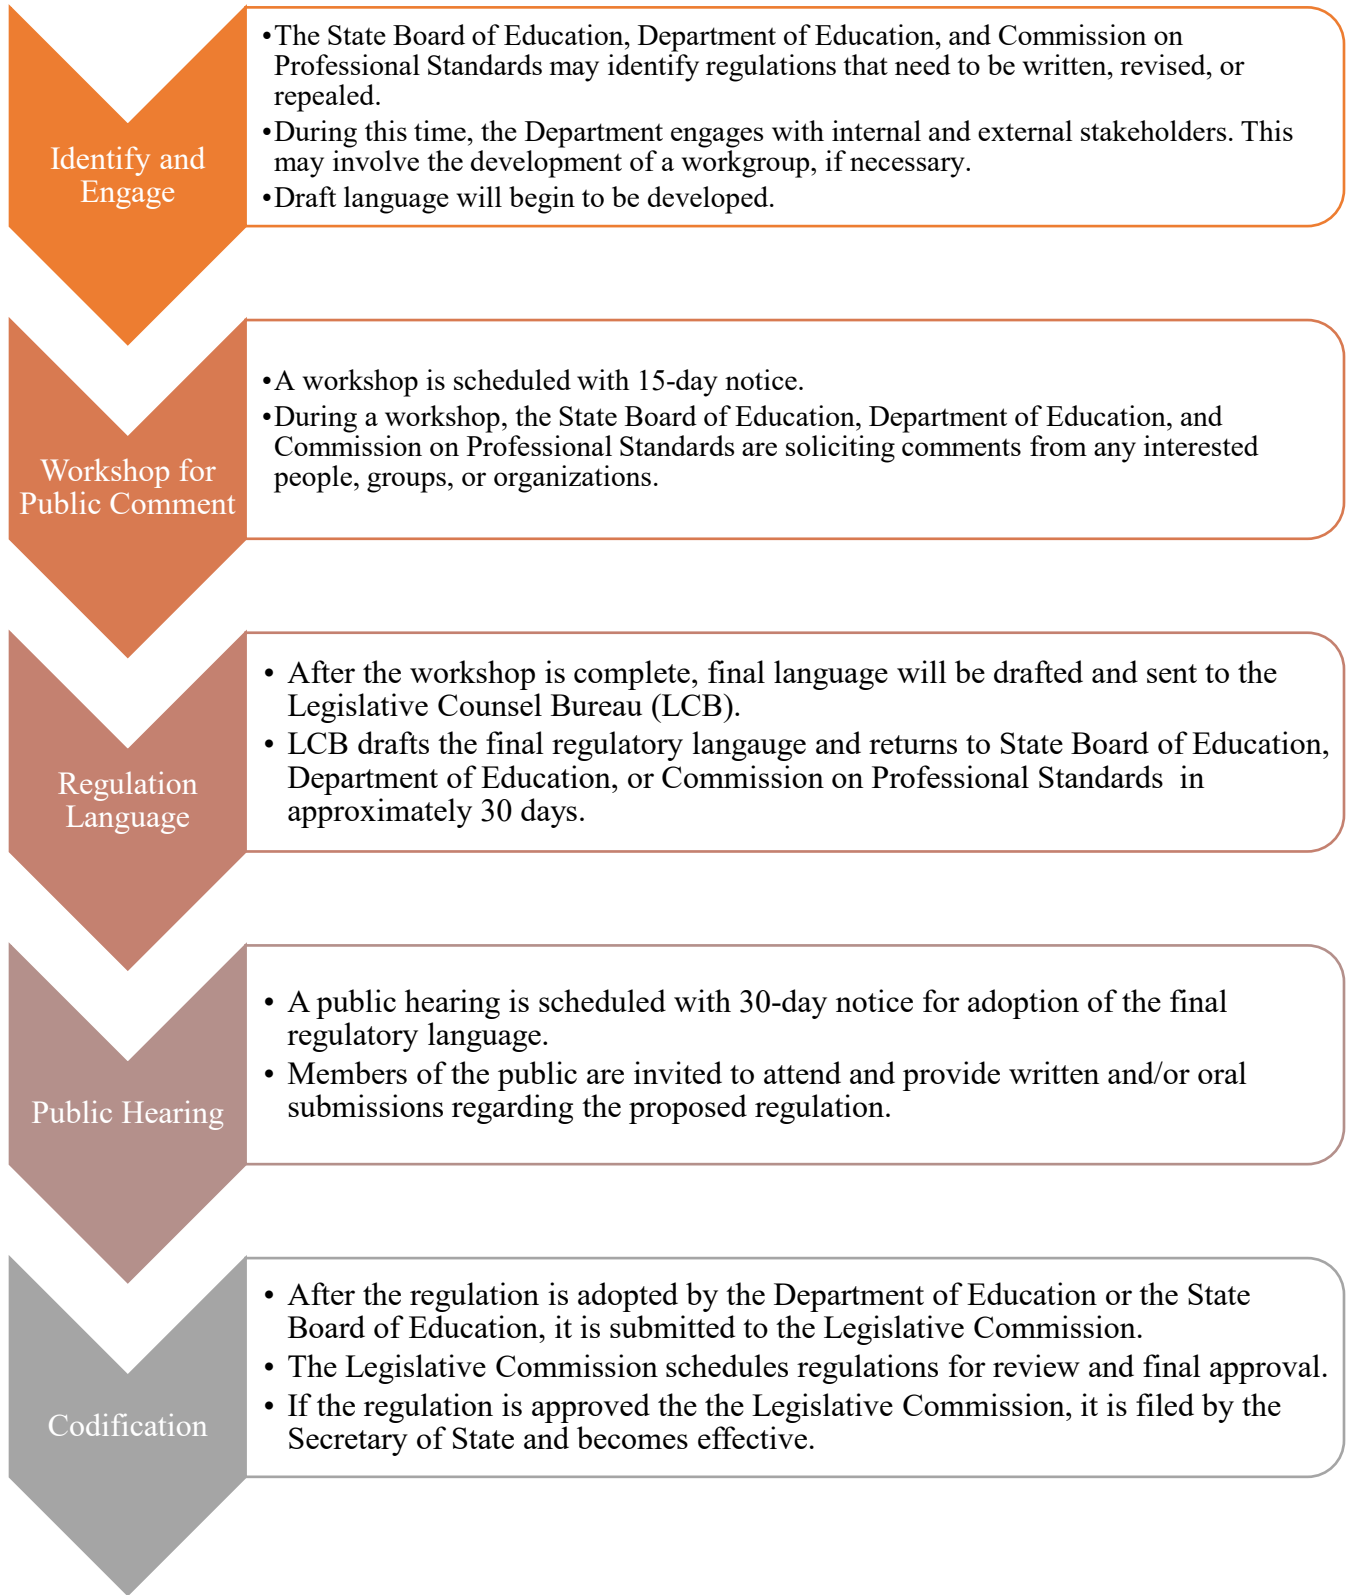 Identify and
Engage
•The State Board of Education, Department of Education, and Commission on
Professional Standards may identify regulations that need to be written, revised, or
repealed.
•During this time, the Department engages with internal and external stakeholders. This
may involve the development of a workgroup, if necessary.
•Draft language will begin to be developed.
Workshop for
Public Comment
•A workshop is scheduled with 15-day notice.
•During a workshop, the State Board of Education, Department of Education, and
Commission on Professional Standards are soliciting comments from any interested
people, groups, or organizations.
Regulation
Language
• After the workshop is complete, final language will be drafted and sent to the
Legislative Counsel Bureau (LCB).
• LCB drafts the final regulatory langauge and returns to State Board of Education,
Department of Education, or Commission on Professional Standards  in
approximately 30 days.
Public Hearing
• A public hearing is scheduled with 30-day notice for adoption of the final
regulatory language.
• Members of the public are invited to attend and provide written and/or oral
submissions regarding the proposed regulation.
Codification
• After the regulation is adopted by the Department of Education or the State
Board of Education, it is submitted to the Legislative Commission.
• The Legislative Commission schedules regulations for review and final approval.
• If the regulation is approved the the Legislative Commission, it is filed by the
Secretary of State and becomes effective.